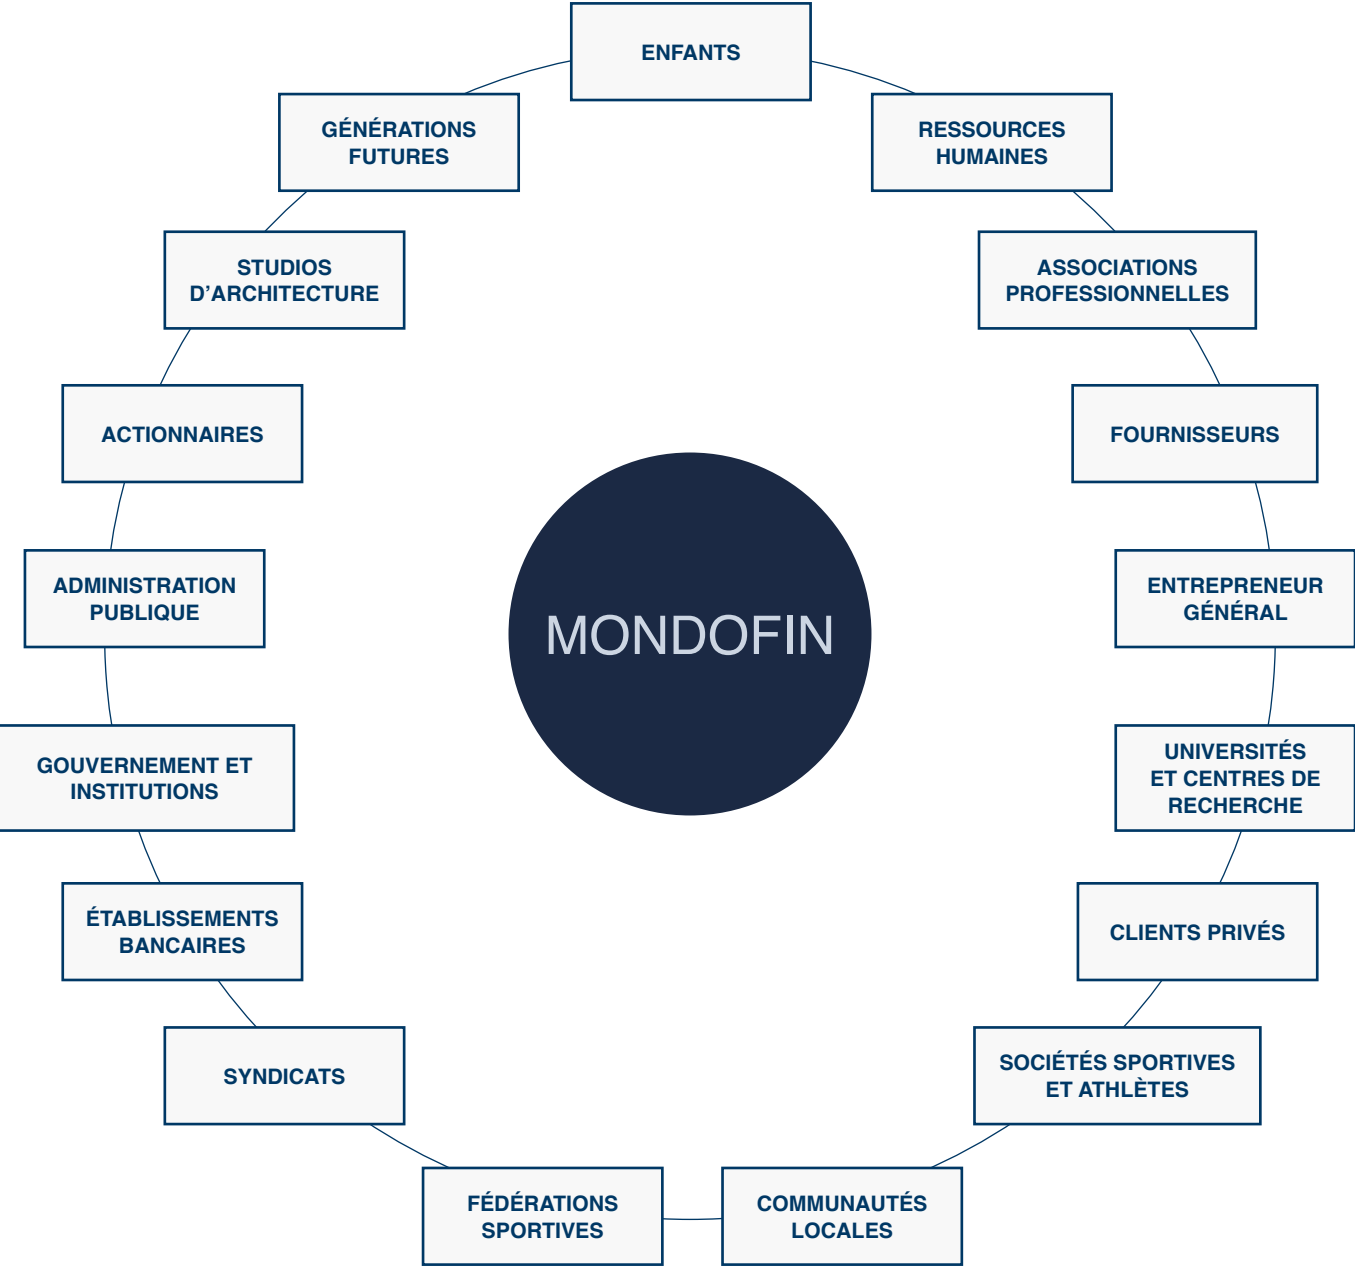 ENFANTS
RESSOURCES
HUMAINES
ASSOCIATIONS
PROFESSIONNELLES
FOURNISSEURS
ENTREPRENEUR
GÉNÉRAL
UNIVERSITÉS
ET CENTRES DE
RECHERCHE
CLIENTS PRIVÉS
SOCIÉTÉS SPORTIVES
ET ATHLÈTES
COMMUNAUTÉS
LOCALES
FÉDÉRATIONS
SPORTIVES
SYNDICATS
ÉTABLISSEMENTS
BANCAIRES
GOUVERNEMENT ET
INSTITUTIONS
ADMINISTRATION
PUBLIQUE
ACTIONNAIRES
STUDIOS
D’ARCHITECTURE
GÉNÉRATIONS
FUTURES
MONDOFIN